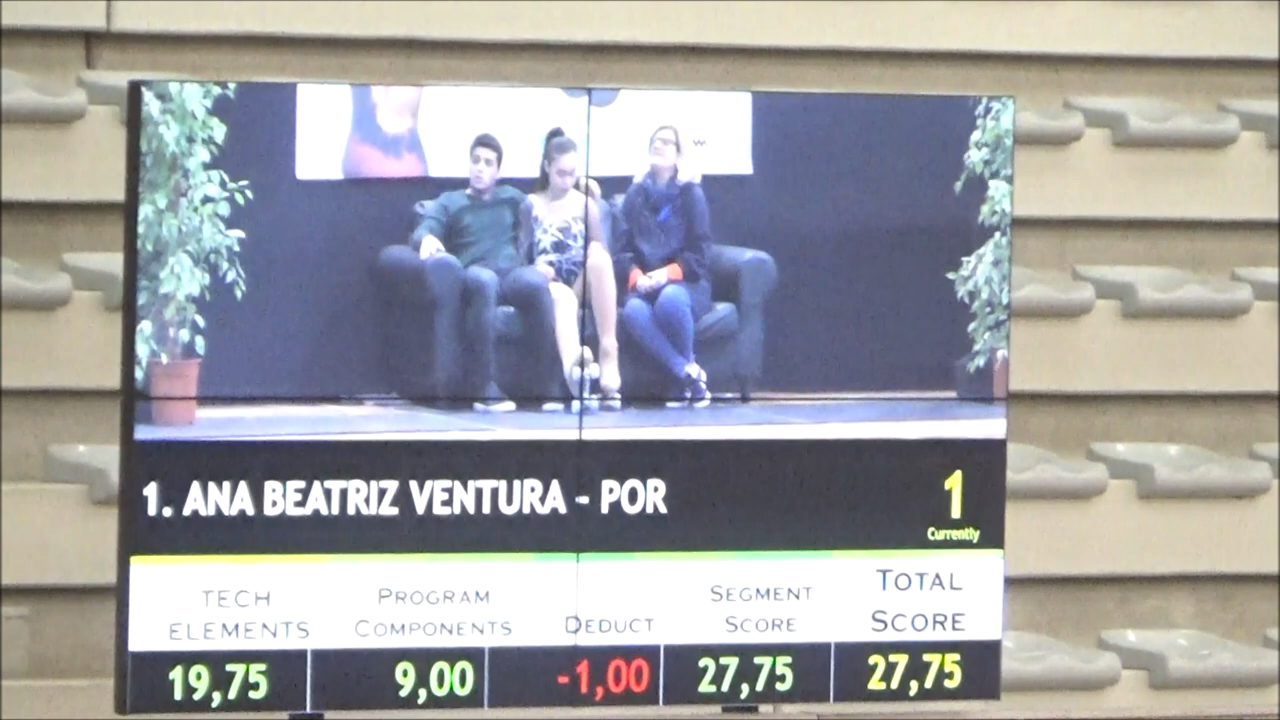 1. ANA BEATRIZ VENTURA - POR
1
Currently
TECH ELEMENTS
PROGRAM COMPONENTS
DEDUCT
SEGMENT SCORE
TOTAL SCORE
19,75
9,00
-1,00
27,75
27,75